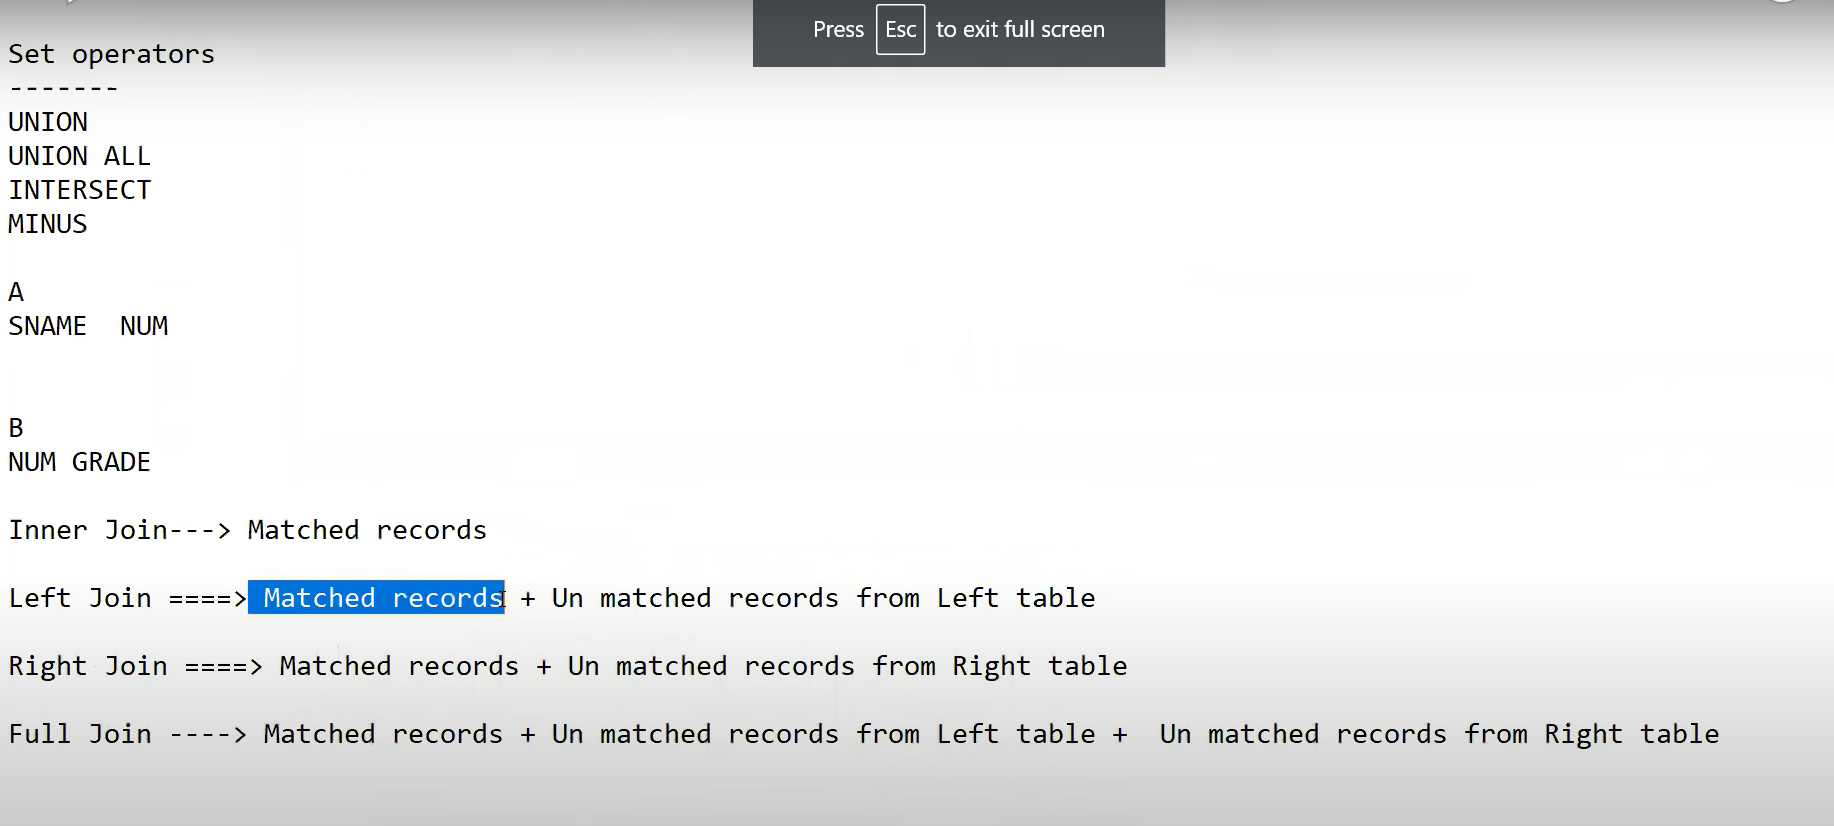 Press Esc to exit full screen
Set operators
-------
UNION
UNION ALL
INTERSECT
MINUS
A
SNAME  NUM
B
NUM GRADE
Inner Join---> Matched records
Left Join ====> Matched records + Un matched records from Left table
Right Join ====> Matched records + Un matched records from Right table
Full Join ----> Matched records + Un matched records from Left table +  Un matched records from Right table